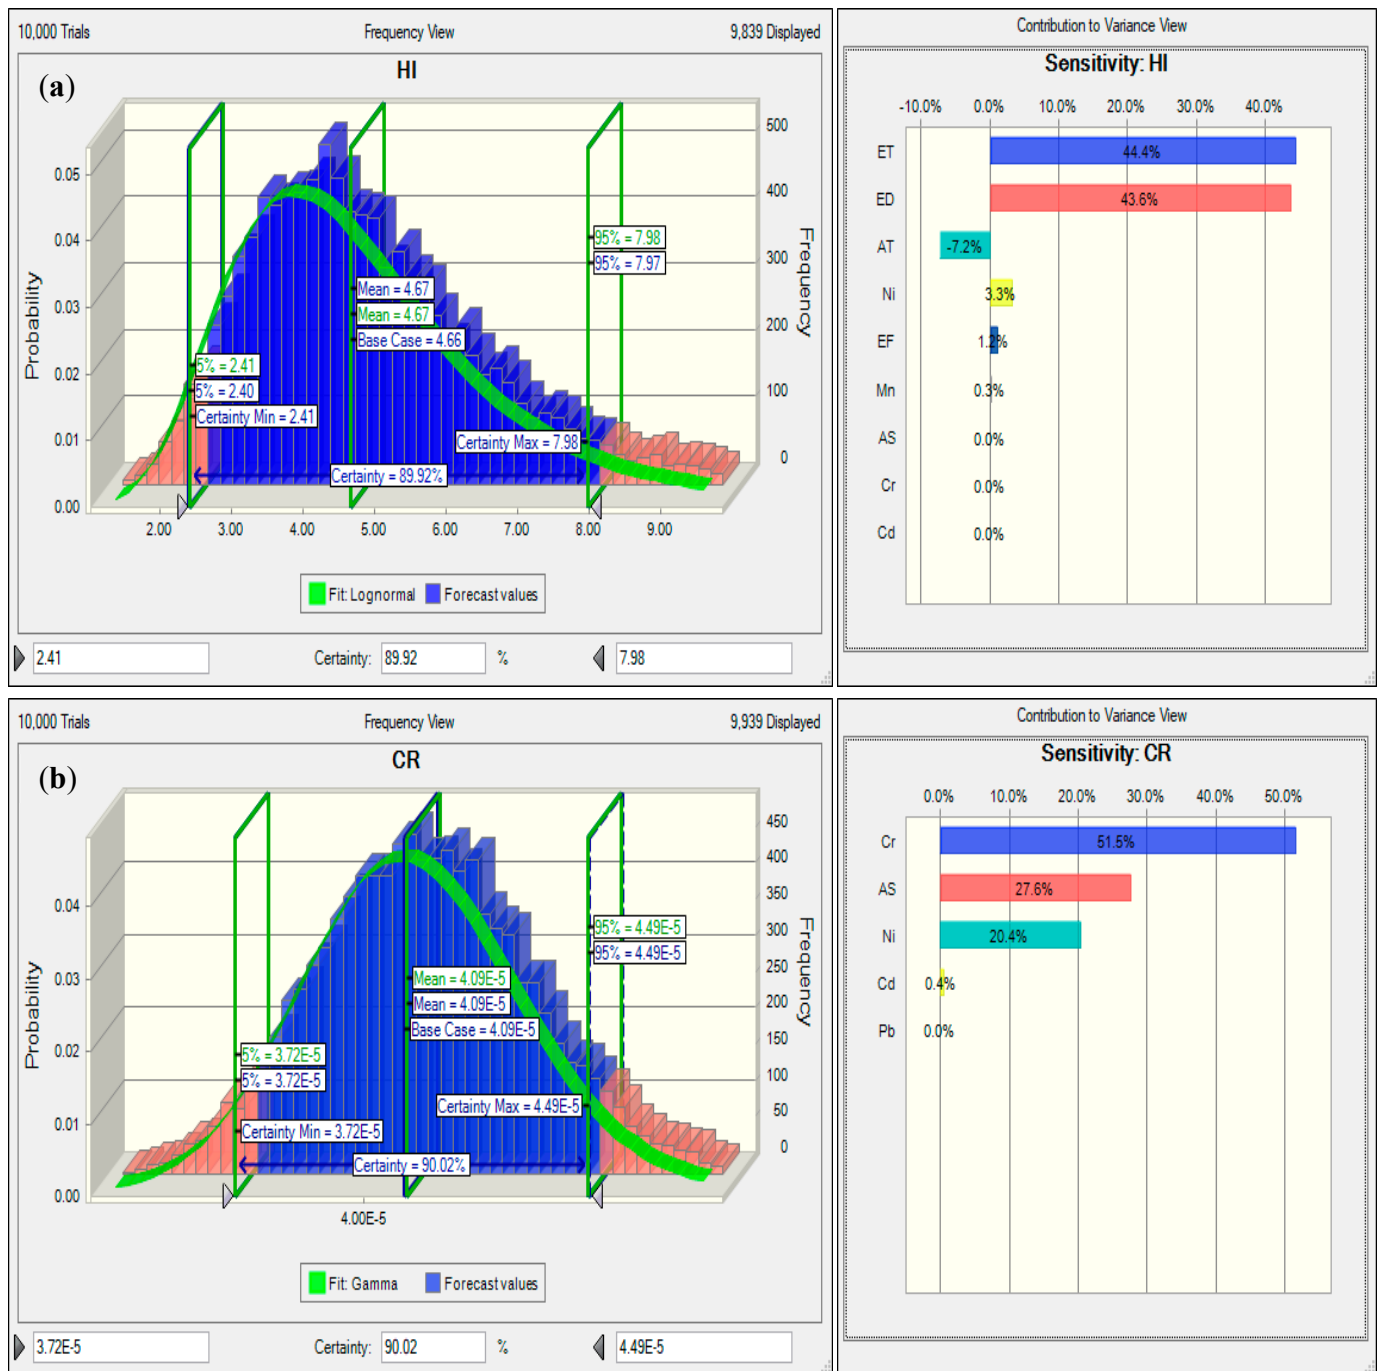 10,000 Trials Frequency View 9,839 Displayed
(a)
HI
Probability
0.05
0.04
0.03
0.02
0.01
0.00
500
400
300
200
100
0
Frequency
95% = 7.98
95% = 7.97
Mean = 4.67
Mean = 4.67
Base Case = 4.66
5% = 2.41
5% = 2.40
Certainty Min = 2.41
Certainty Max = 7.98
Certainty = 89.92%
2.00 3.00 4.00 5.00 6.00 7.00 8.00 9.00
Fit: Lognormal Forecast values
2.41 Certainty: 89.92 % 7.98
Contribution to Variance View
Sensitivity: HI
-10.0% 0.0% 10.0% 20.0% 30.0% 40.0%
ET 44.4%
ED 43.6%
AT -7.2%
Ni 3.3%
EF 1.2%
Mn 0.3%
AS 0.0%
Cr 0.0%
Cd 0.0%
10,000 Trials Frequency View 9,939 Displayed
(b)
CR
Probability
0.04
0.03
0.02
0.01
0.00
450
400
350
300
250
200
150
100
50
0
Frequency
95% = 4.49E-5
95% = 4.49E-5
Mean = 4.09E-5
Mean = 4.09E-5
Base Case = 4.09E-5
5% = 3.72E-5
5% = 3.72E-5
Certainty Max = 4.49E-5
Certainty Min = 3.72E-5
Certainty = 90.02%
4.00E-5
Fit: Gamma Forecast values
3.72E-5 Certainty: 90.02 % 4.49E-5
Contribution to Variance View
Sensitivity: CR
0.0% 10.0% 20.0% 30.0% 40.0% 50.0%
Cr 51.5%
AS 27.6%
Ni 20.4%
Cd 0.4%
Pb 0.0%